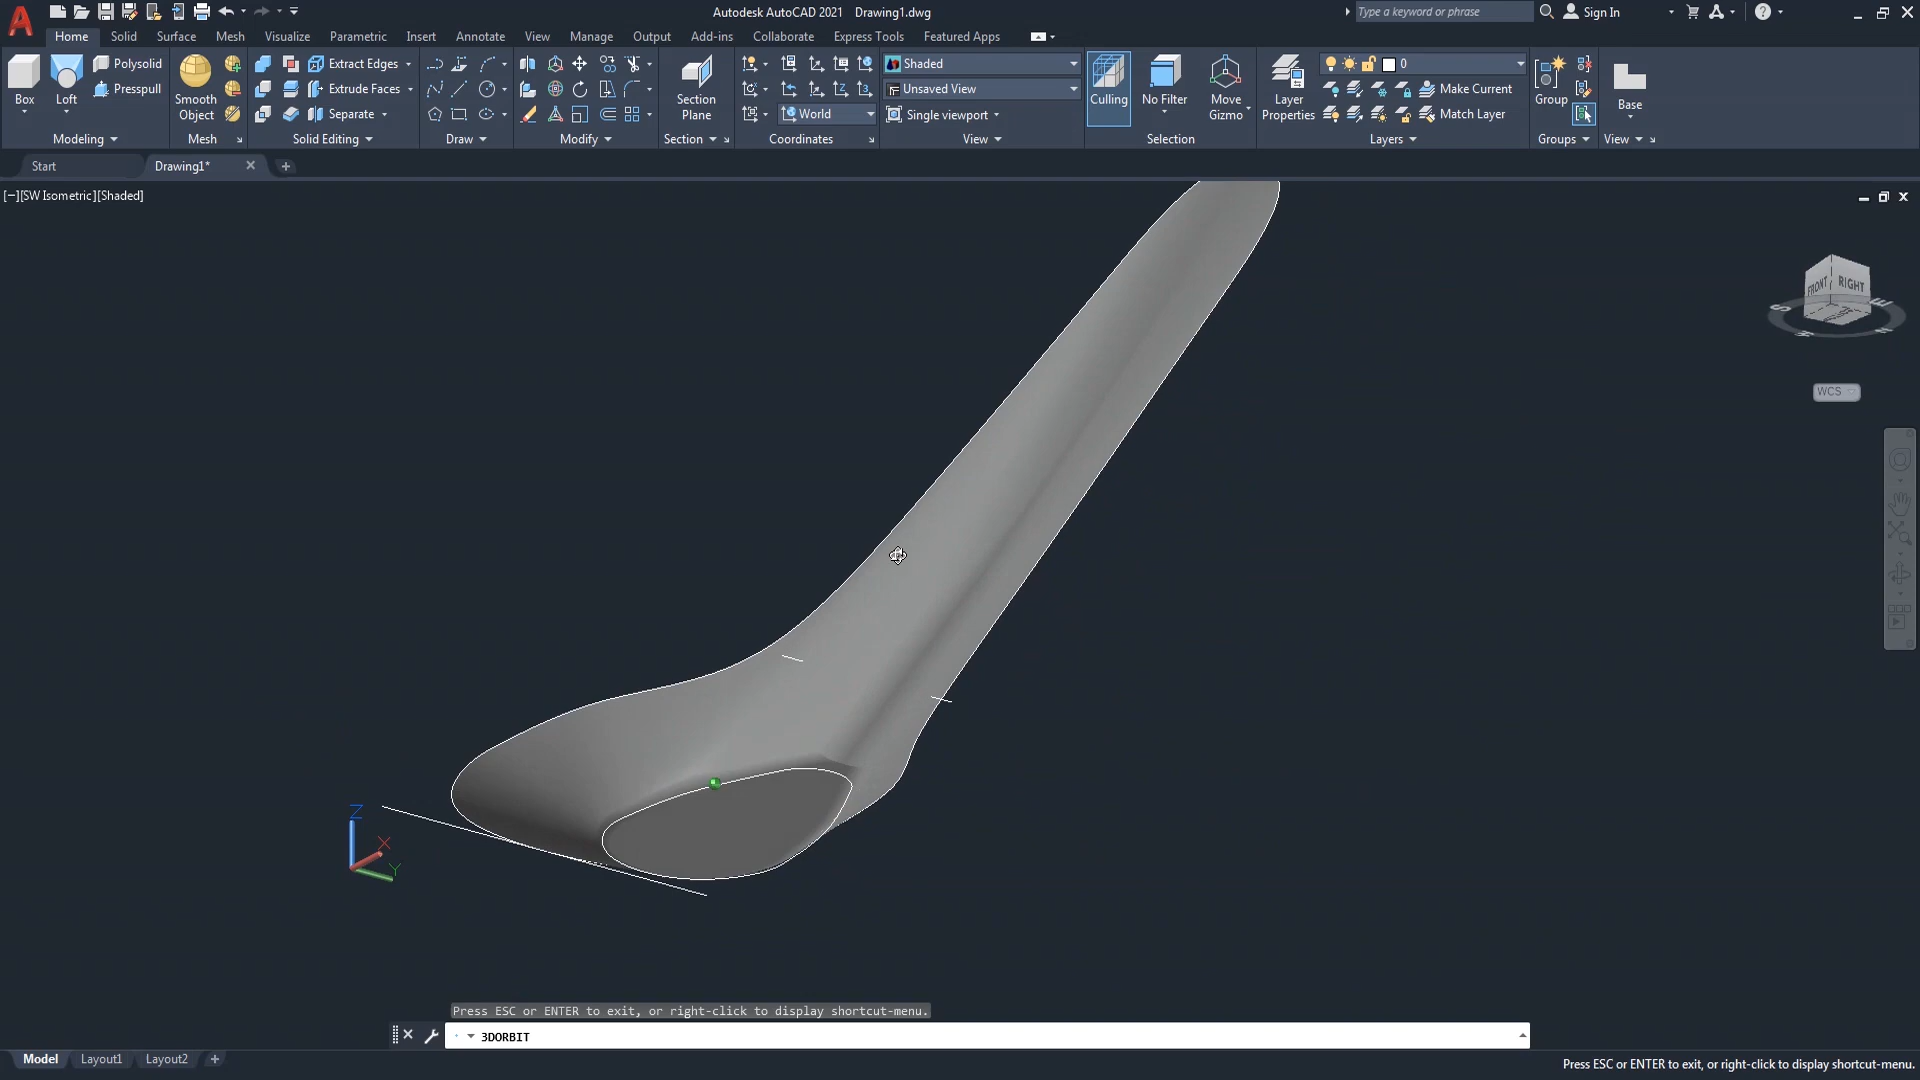 Autodesk AutoCAD 2021 Drawing1.dwg
Type a keyword or phrase
Sign In
Home Solid Surface Mesh Visualize Parametric Insert Annotate View Manage Output Add-ins Collaborate Express Tools Featured Apps
Box
Loft
Polysolid
Presspull
Modeling
Smooth
Object
Mesh
Extract Edges
Extrude Faces
Separate
Solid Editing
Draw
Modify
Section
Plane
Section
World
Coordinates
Shaded
Unsaved View
Single viewport
View
Culling
No Filter
Move
Gizmo
Selection
Layer
Properties
0
Make Current
Match Layer
Layers
Group
Groups
Base
View
Start
Drawing1*
[−][SW Isometric][Shaded]
FRONT
RIGHT
S
E
WCS
Z
X
Y
Press ESC or ENTER to exit, or right-click to display shortcut-menu.
3DORBIT
Model Layout1 Layout2
Press ESC or ENTER to exit, or right-click to display shortcut-menu.